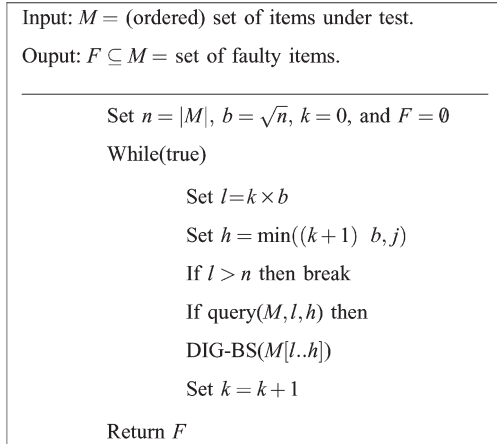 Input: M = (ordered) set of items under test.
Ouput: F ⊆ M = set of faulty items.
Set n = |M|, b = √n, k = 0, and F = ∅
While(true)
Set l=k × b
Set h = min((k+1) b, j)
If l > n then break
If query(M, l, h) then
DIG-BS(M[l..h])
Set k = k+1
Return F